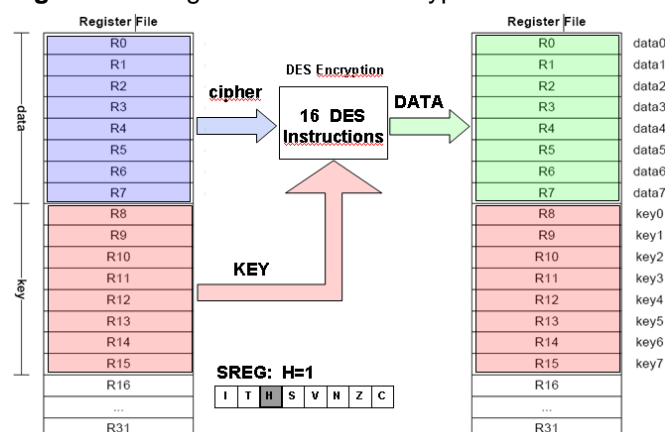 Register File
R0
R1
R2
R3
R4
R5
R6
R7
R8
R9
R10
R11
R12
R13
R14
R15
R16
...
R31
data
key
cipher
DES Encryption
16 DES
Instructions
DATA
KEY
SREG: H=1
I T H S V N Z C
Register File
R0 data0
R1 data1
R2 data2
R3 data3
R4 data4
R5 data5
R6 data6
R7 data7
R8 key0
R9 key1
R10 key2
R11 key3
R12 key4
R13 key5
R14 key6
R15 key7
R16
...
R31